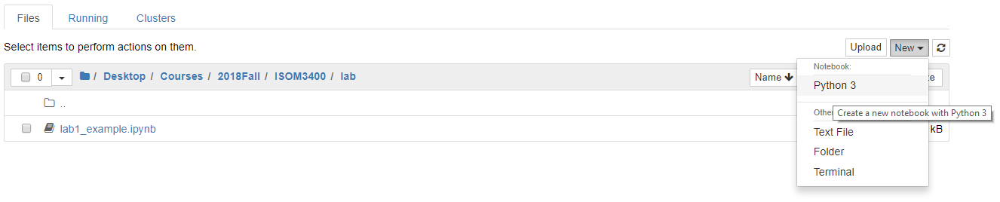 Files Running Clusters
Select items to perform actions on them.
Upload New
0 / Desktop / Courses / 2018Fall / ISOM3400 / lab
Name
Notebook:
Python 3
..
Other
Create a new notebook with Python 3
lab1_example.ipynb
kB
Text File
Folder
Terminal